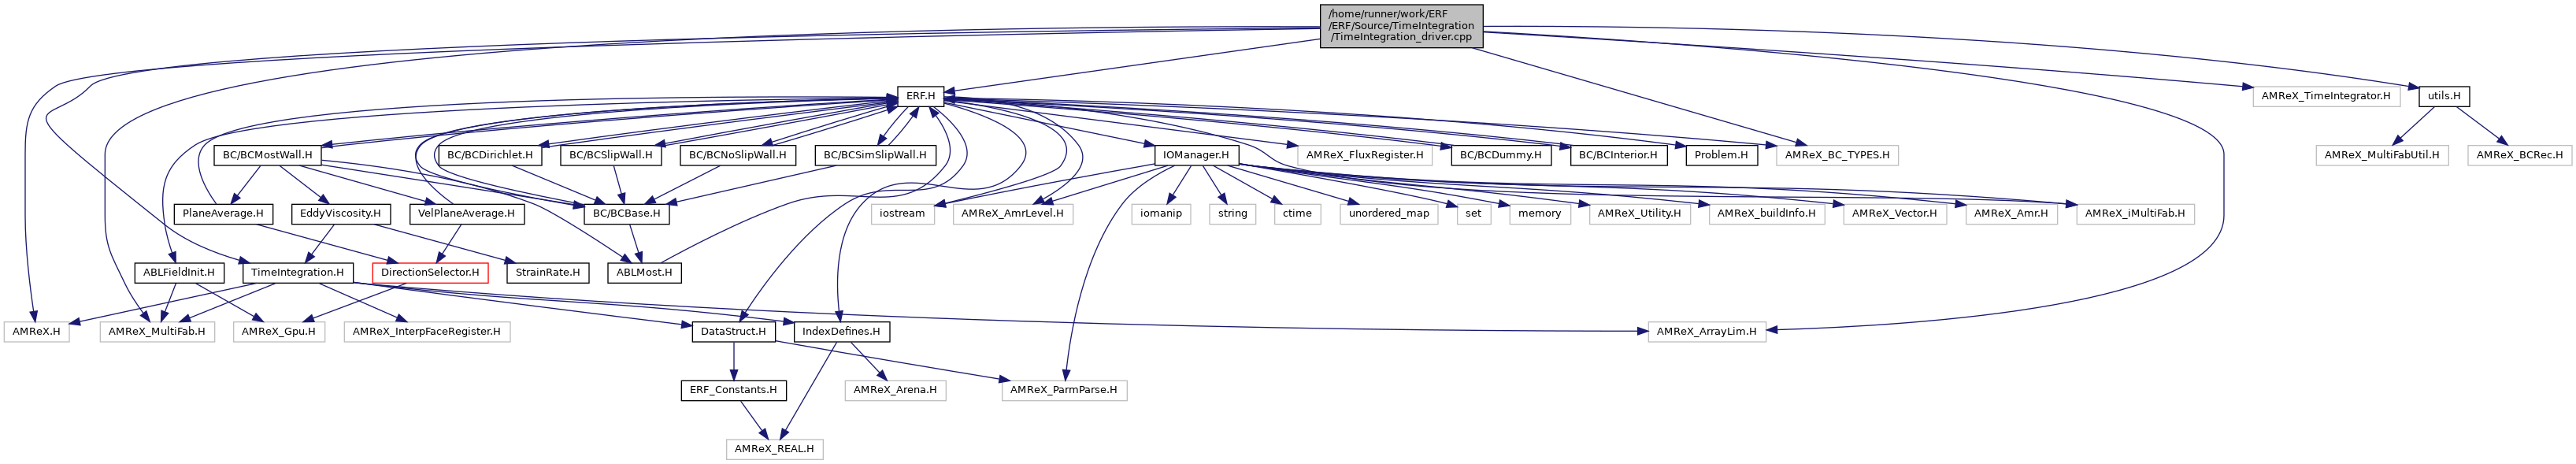 /home/runner/work/ERF
/ERF/Source/TimeIntegration
/TimeIntegration_driver.cpp
ERF.H
AMReX_TimeIntegrator.H
utils.H
BC/BCMostWall.H
BC/BCDirichlet.H
BC/BCSlipWall.H
BC/BCNoSlipWall.H
BC/BCSimSlipWall.H
IOManager.H
AMReX_FluxRegister.H
BC/BCDummy.H
BC/BCInterior.H
Problem.H
AMReX_BC_TYPES.H
AMReX_MultiFabUtil.H
AMReX_BCRec.H
PlaneAverage.H
EddyViscosity.H
VelPlaneAverage.H
BC/BCBase.H
iostream
AMReX_AmrLevel.H
iomanip
string
ctime
unordered_map
set
memory
AMReX_Utility.H
AMReX_buildInfo.H
AMReX_Vector.H
AMReX_Amr.H
AMReX_iMultiFab.H
ABLFieldInit.H
TimeIntegration.H
DirectionSelector.H
StrainRate.H
ABLMost.H
AMReX.H
AMReX_MultiFab.H
AMReX_Gpu.H
AMReX_InterpFaceRegister.H
DataStruct.H
IndexDefines.H
AMReX_ArrayLim.H
ERF_Constants.H
AMReX_Arena.H
AMReX_ParmParse.H
AMReX_REAL.H